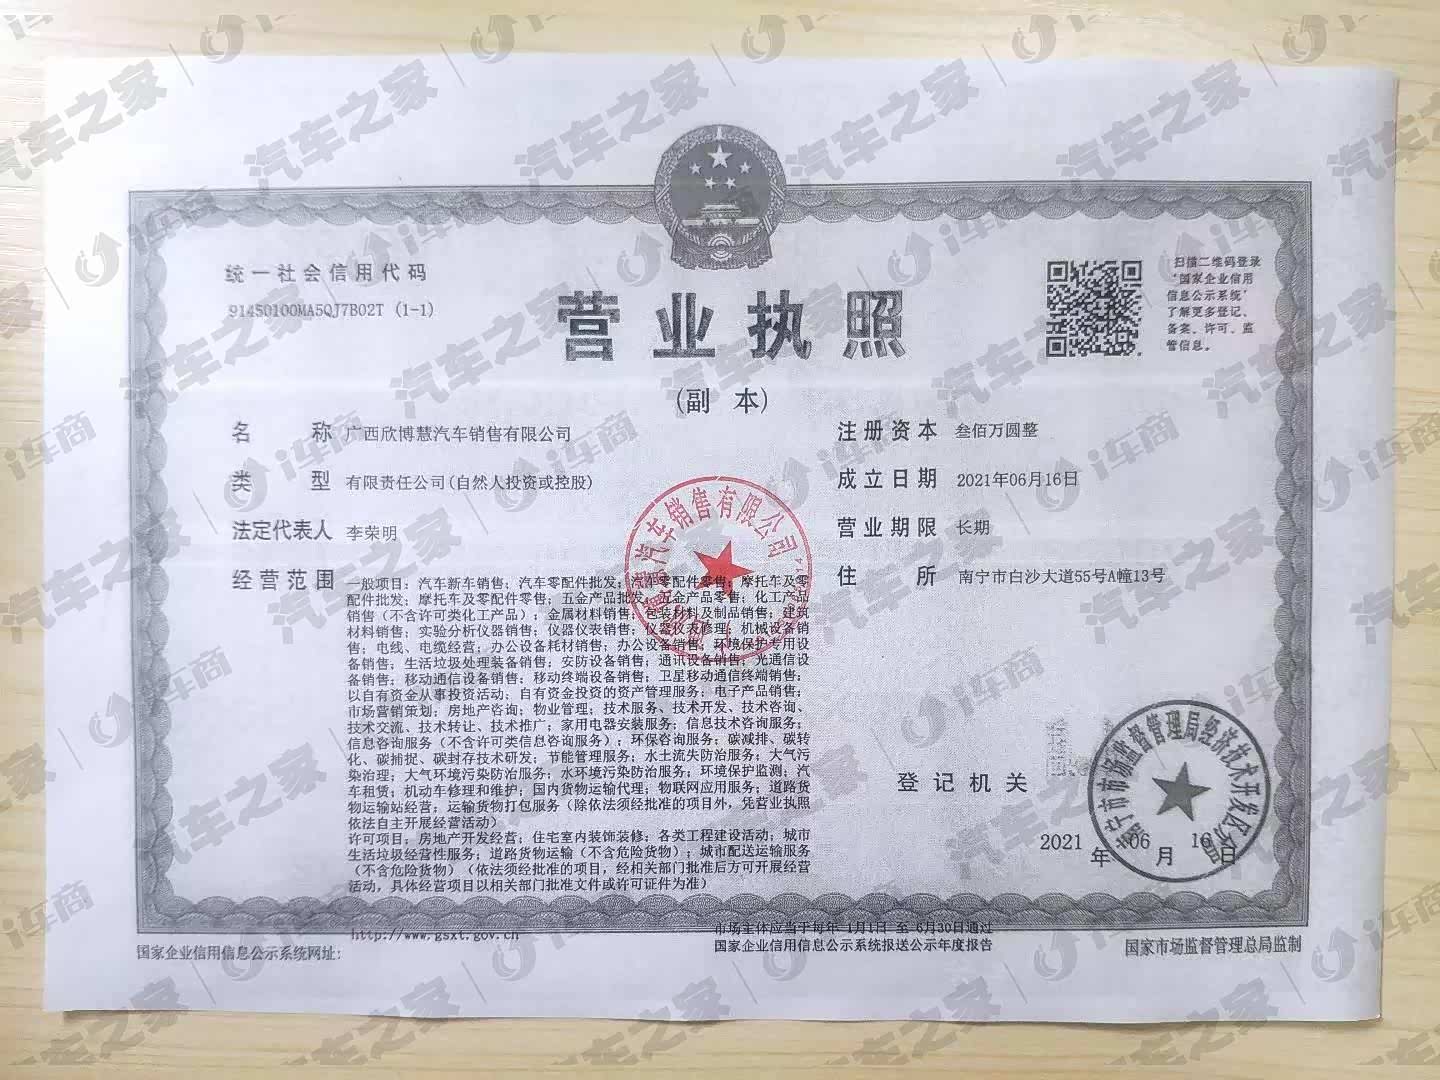 统一社会信用代码
91450100MA5QJ7B02T (1-1)
扫描二维码登录
“国家企业信用
信息公示系统”
了解更多登记、
备案、许可、监
管信息。
营业执照
(副 本)
名 称 广西欣博慧汽车销售有限公司
类 型 有限责任公司(自然人投资或控股)
法定代表人 李荣明
经营范围 一般项目：汽车新车销售；汽车零配件批发；汽车零配件零售；摩托车及零
配件批发；摩托车及零配件零售；五金产品批发；五金产品零售；化工产品
销售（不含许可类化工产品）；金属材料销售；包装材料及制品销售；建筑
材料销售；实验分析仪器销售；仪器仪表销售；仪器仪表修理；机械设备销
售；电线、电缆经营；办公设备耗材销售；办公设备销售；环境保护专用设
备销售；生活垃圾处理装备销售；安防设备销售；通讯设备销售；光通信设
备销售；移动通信设备销售；移动终端设备销售；卫星移动通信终端销售；
以自有资金从事投资活动；自有资金投资的资产管理服务；电子产品销售；
市场营销策划；房地产咨询；物业管理；技术服务、技术开发、技术咨询、
技术交流、技术转让、技术推广；家用电器安装服务；信息技术咨询服务；
信息咨询服务（不含许可类信息咨询服务）；环保咨询服务；碳减排、碳转
化、碳捕捉、碳封存技术研发；节能管理服务；水土流失防治服务；大气污
染治理；大气环境污染防治服务；水环境污染防治服务；环境保护监测；汽
车租赁；机动车修理和维护；国内货物运输代理；物联网应用服务；道路货
物运输站经营；运输货物打包服务（除依法须经批准的项目外，凭营业执照
依法自主开展经营活动）
许可项目：房地产开发经营；住宅室内装饰装修；各类工程建设活动；城市
生活垃圾经营性服务；道路货物运输（不含危险货物）；城市配送运输服务
（不含危险货物）（依法须经批准的项目，经相关部门批准后方可开展经营
活动，具体经营项目以相关部门批准文件或许可证件为准）
注册资本 叁佰万圆整
成立日期 2021年06月16日
营业期限 长期
住 所 南宁市白沙大道55号A幢13号
慧汽车销售有限公司
登记机关
南宁市市场监督管理局经济技术开发区分局
2021 年 06 月 16 日
http://www.gsxt.gov.cn
国家企业信用信息公示系统网址：
市场主体应当于每年 1月1日 至 6月30日通过
国家企业信用信息公示系统报送公示年度报告
国家市场监督管理总局监制
汽车之家 | i车商